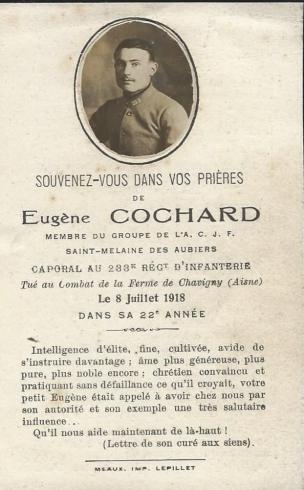 SOUVENEZ-VOUS DANS VOS PRIÈRES
DE
Eugène COCHARD
MEMBRE DU GROUPE DE L'A. C. J. F.
SAINT-MELAINE DES AUBIERS
CAPORAL AU 233E RÉGT D'INFANTERIE
Tué au Combat de la Ferme de Chavigny (Aisne)
Le 8 Juillet 1918
DANS SA 22e ANNÉE
Intelligence d'élite, fine, cultivée, avide de
s'instruire davantage ; âme plus généreuse, plus
pure, plus noble encore ; chrétien convaincu et
pratiquant sans défaillance ce qu'il croyait, votre
petit Eugène était appelé à avoir chez nous par
son autorité et son exemple une très salutaire
influence...
Qu'il nous aide maintenant de là-haut !
(Lettre de son curé aux siens).
MEAUX. IMP. LEPILLET